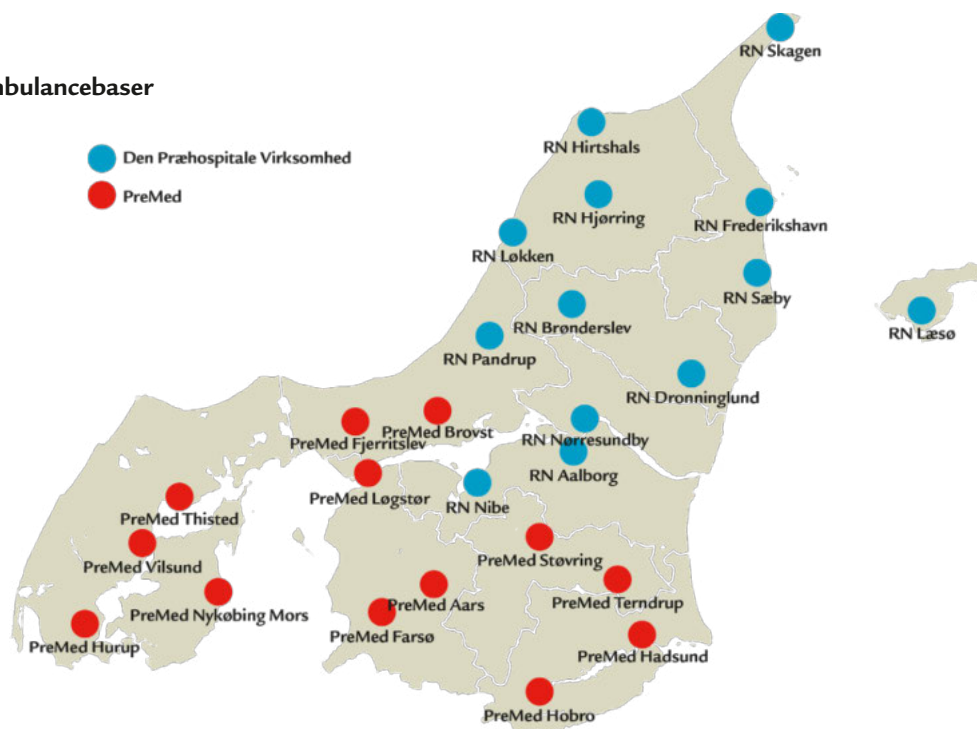 nbulancebaser
Den Præhospitale Virksomhed
PreMed
RN Skagen
RN Hirtshals
RN Hjørring
RN Frederikshavn
RN Løkken
RN Sæby
RN Brønderslev
RN Læsø
RN Pandrup
RN Dronninglund
PreMed Brovst
PreMed Fjerritslev
RN Nørresundby
RN Aalborg
PreMed Løgstør
RN Nibe
PreMed Thisted
PreMed Støvring
PreMed Vilsund
PreMed Aars
PreMed Terndrup
PreMed Nykøbing Mors
PreMed Farsø
PreMed Hurup
PreMed Hadsund
PreMed Hobro